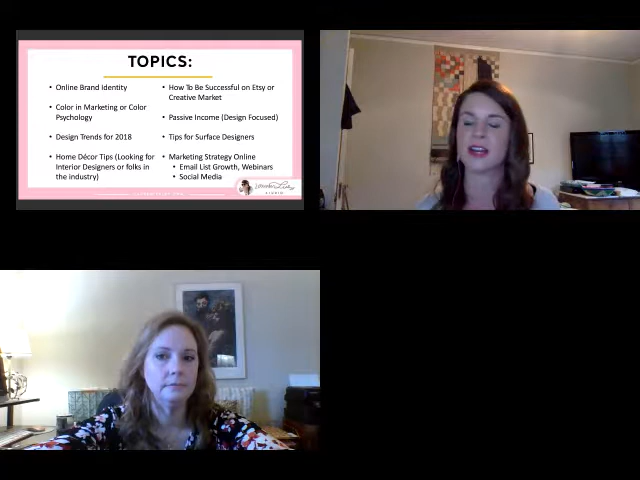 TOPICS:
• Online Brand Identity
• Color in Marketing or Color
Psychology
• Design Trends for 2018
• Home Décor Tips (Looking for
Interior Designers or folks in
the industry)
• How To Be Successful on Etsy or
Creative Market
• Passive Income (Design Focused)
• Tips for Surface Designers
• Marketing Strategy Online
• Email List Growth, Webinars
• Social Media